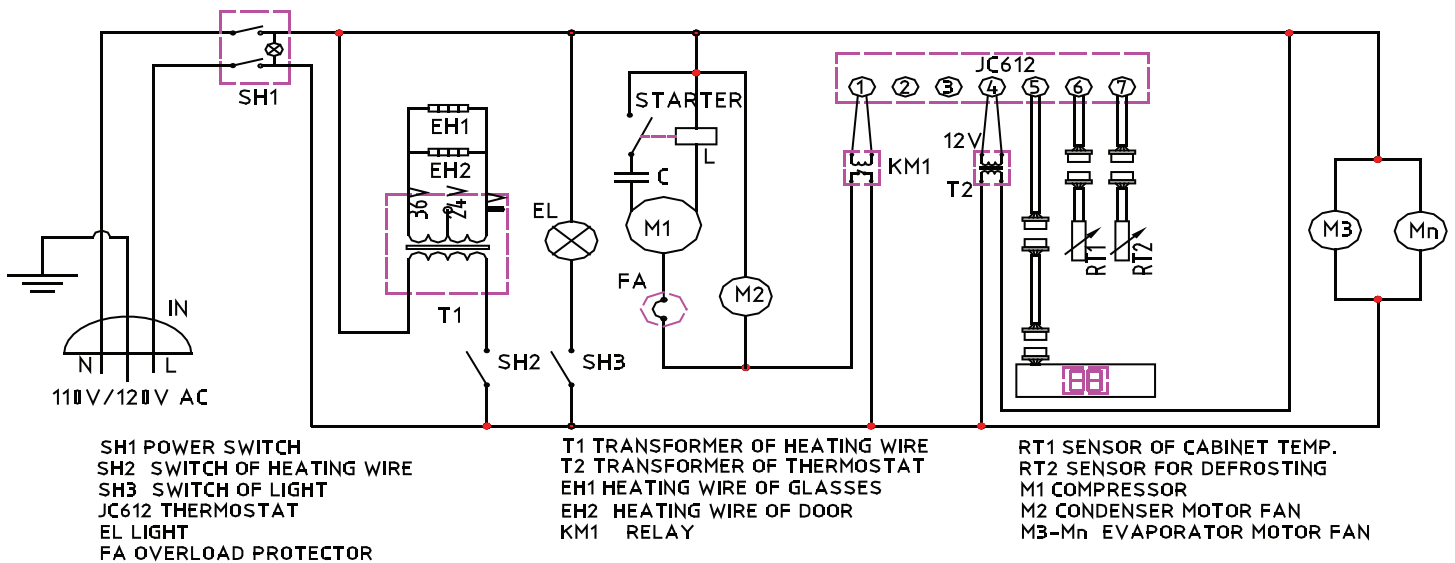 SH1
JC612
1 2 3 4 5 6 7
STARTER
EH1
L
12V
EH2
C
KM1
T2
36V 24V
EL
M1
M3 Mn
RT1 RT2
FA
M2
IN
T1
N L
SH2 SH3
110V/120V AC
88
SH1 POWER SWITCH
SH2 SWITCH OF HEATING WIRE
SH3 SWITCH OF LIGHT
JC612 THERMOSTAT
EL LIGHT
FA OVERLOAD PROTECTOR
T1 TRANSFORMER OF HEATING WIRE
T2 TRANSFORMER OF THERMOSTAT
EH1 HEATING WIRE OF GLASSES
EH2 HEATING WIRE OF DOOR
KM1 RELAY
RT1 SENSOR OF CABINET TEMP.
RT2 SENSOR FOR DEFROSTING
M1 COMPRESSOR
M2 CONDENSER MOTOR FAN
M3-Mn EVAPORATOR MOTOR FAN